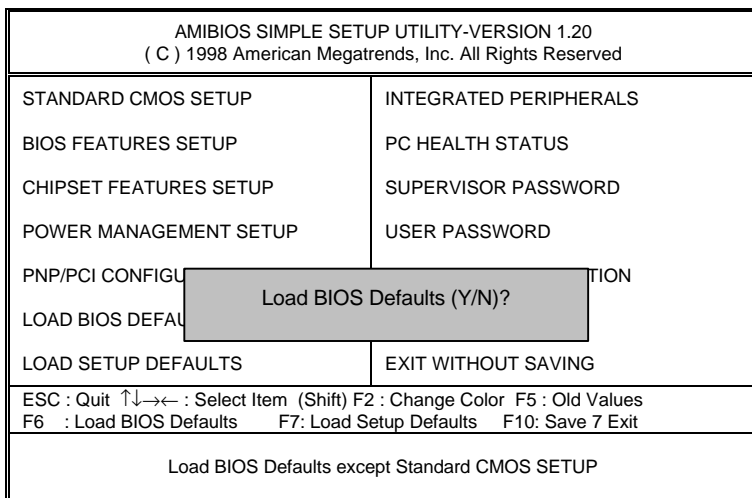 AMIBIOS SIMPLE SETUP UTILITY-VERSION 1.20
( C ) 1998 American Megatrends, Inc. All Rights Reserved
STANDARD CMOS SETUP
BIOS FEATURES SETUP
CHIPSET FEATURES SETUP
POWER MANAGEMENT SETUP
PNP/PCI
LOAD BIOS
LOAD SETUP DEFAULTS
INTEGRATED PERIPHERALS
PC HEALTH STATUS
SUPERVISOR PASSWORD
USER PASSWORD
EXIT WITHOUT SAVING
Load BIOS Defaults (Y/N)?
ESC : Quit ↑↓→← : Select Item (Shift) F2 : Change Color F5 : Old Values
F6 : Load BIOS Defaults F7: Load Setup Defaults F10: Save 7 Exit
Load BIOS Defaults except Standard CMOS SETUP